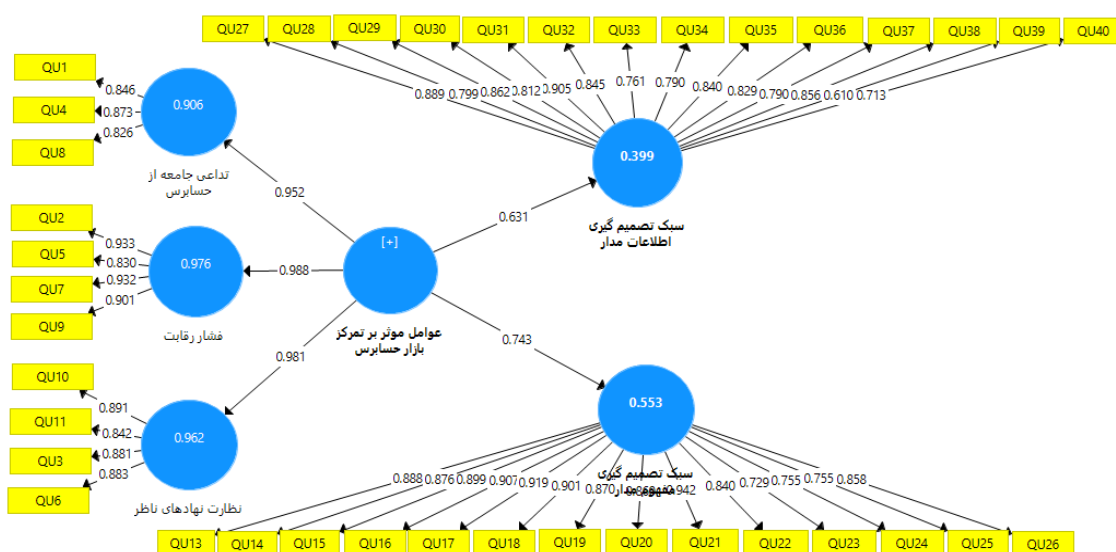 QU27 QU28 QU29 QU30 QU31 QU32 QU33 QU34 QU35 QU36 QU37 QU38 QU39 QU40
0.889 0.799 0.862 0.812 0.905 0.845 0.761 0.790 0.840 0.829 0.790 0.856 0.610 0.713
0.399
سبک تصمیم گیری
اطلاعات مدار
QU1
QU4
QU8
0.846
0.873
0.826
0.906
تداعی جامعه از
حسابرس
0.952
0.631
QU2
QU5
QU7
QU9
0.933
0.830
0.932
0.901
0.976
فشار رقابت
0.988
[+]
عوامل موثر بر تمرکز
بازار حسابرس
0.743
0.981
QU10
QU11
QU3
QU6
0.891
0.842
0.881
0.883
0.962
نظارت نهادهای ناظر
0.553
سبک تصمیم گیری
مفهوم مدار
0.888 0.876 0.899 0.907 0.919 0.901 0.870 0.942 0.840 0.729 0.755 0.755 0.858
QU13 QU14 QU15 QU16 QU17 QU18 QU19 QU20 QU21 QU22 QU23 QU24 QU25 QU26